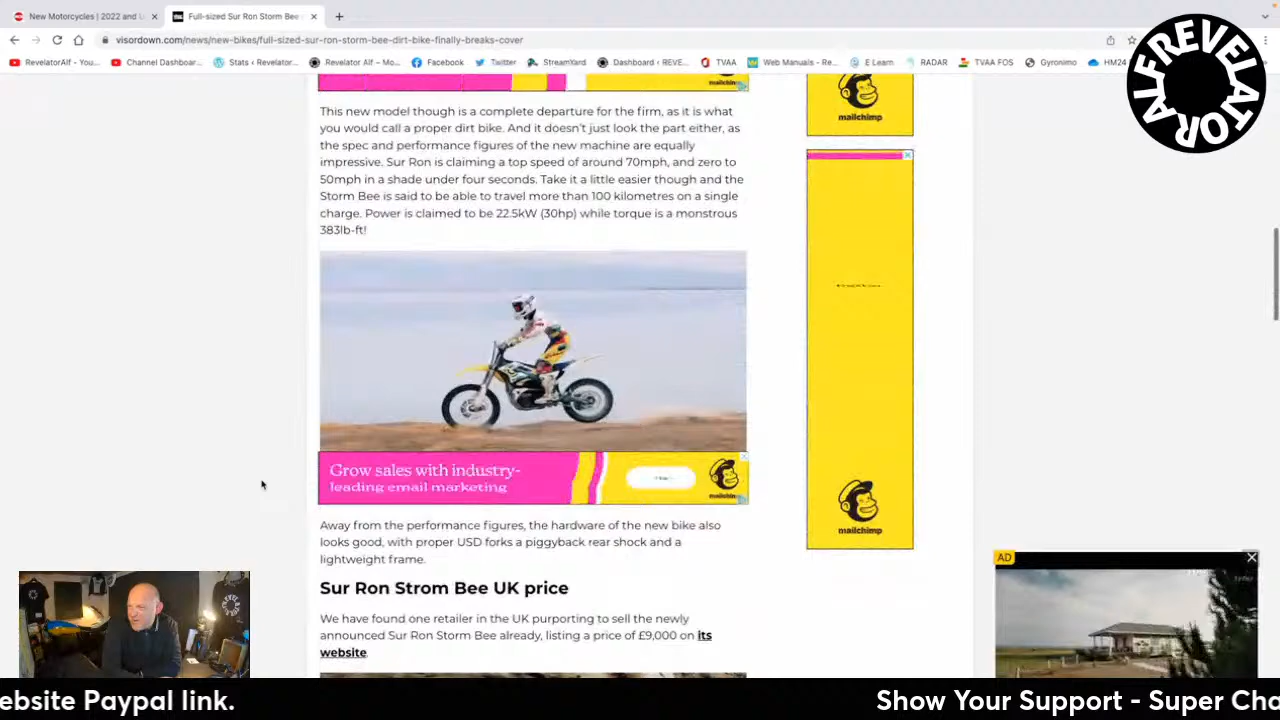 New Motorcycles | 2022 and U
Full-sized Sur Ron Storm Bee
visordown.com/news/new-bikes/full-sized-sur-ron-storm-bee-dirt-bike-finally-breaks-cover
RevelatorAlf - You...
Channel Dashboar...
Stats ‹ Revelator...
Revelator Alf – Mo...
Facebook
Twitter
StreamYard
Dashboard ‹ REVE...
TVAA
Web Manuals - Re...
E Learn
RADAR
TVAA FOS
Gyronimo
HM24
REVELATOR ALF
mailchimp
This new model though is a complete departure for the firm, as it is what
you would call a proper dirt bike. And it doesn't just look the part either, as
the spec and performance figures of the new machine are equally
impressive. Sur Ron is claiming a top speed of around 70mph, and zero to
50mph in a shade under four seconds. Take it a little easier though and the
Storm Bee is said to be able to travel more than 100 kilometres on a single
charge. Power is claimed to be 22.5kW (30hp) while torque is a monstrous
383lb-ft!
Grow sales with industry-
leading email marketing
mailchimp
mailchimp
Away from the performance figures, the hardware of the new bike also
looks good, with proper USD forks a piggyback rear shock and a
lightweight frame.
AD
Sur Ron Strom Bee UK price
We have found one retailer in the UK purporting to sell the newly
announced Sur Ron Storm Bee already, listing a price of £9,000 on its
website.
ebsite Paypal link.
Show Your Support - Super Cha